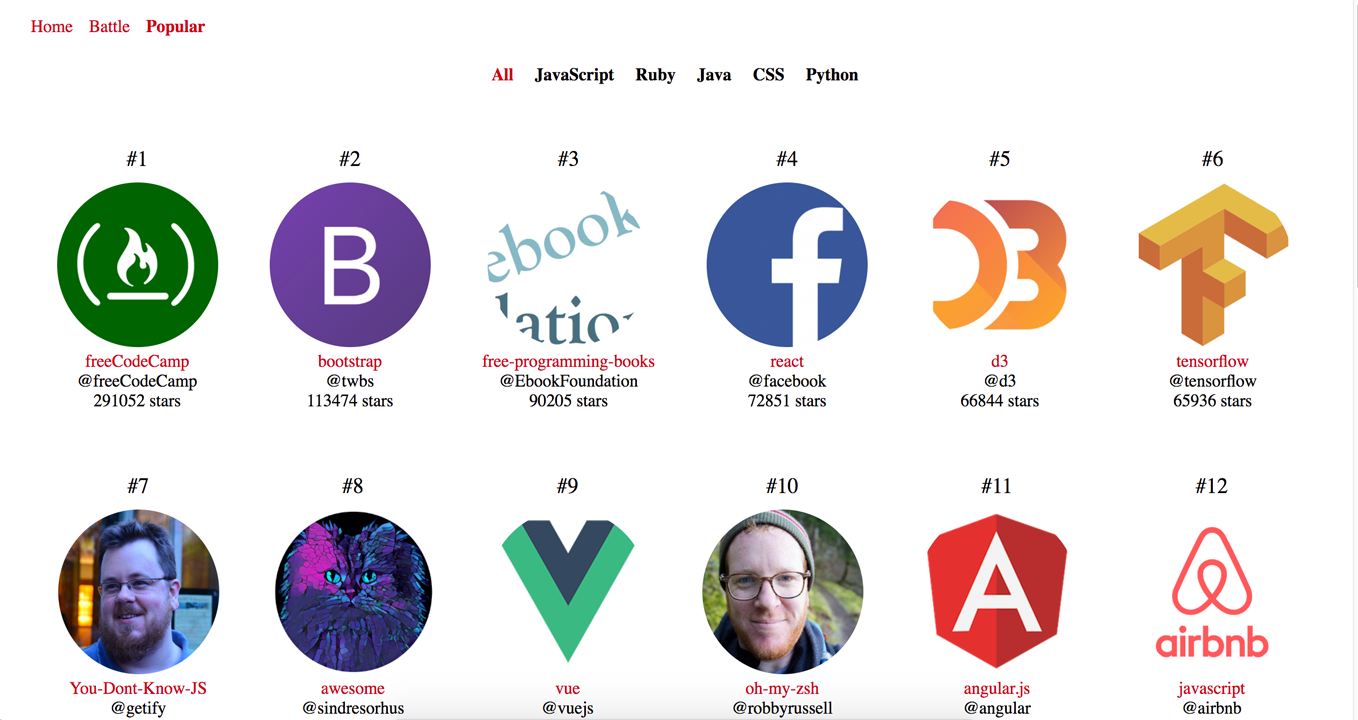 Home Battle Popular
All JavaScript Ruby Java CSS Python
#1 #2 #3 #4 #5 #6
B
ebook
latio
f
D3
TF
freeCodeCamp bootstrap free-programming-books react d3 tensorflow
@freeCodeCamp @twbs @EbookFoundation @facebook @d3 @tensorflow
291052 stars 113474 stars 90205 stars 72851 stars 66844 stars 65936 stars
#7 #8 #9 #10 #11 #12
A
airbnb
You-Dont-Know-JS awesome vue oh-my-zsh angular.js javascript
@getify @sindresorhus @vuejs @robbyrussell @angular @airbnb